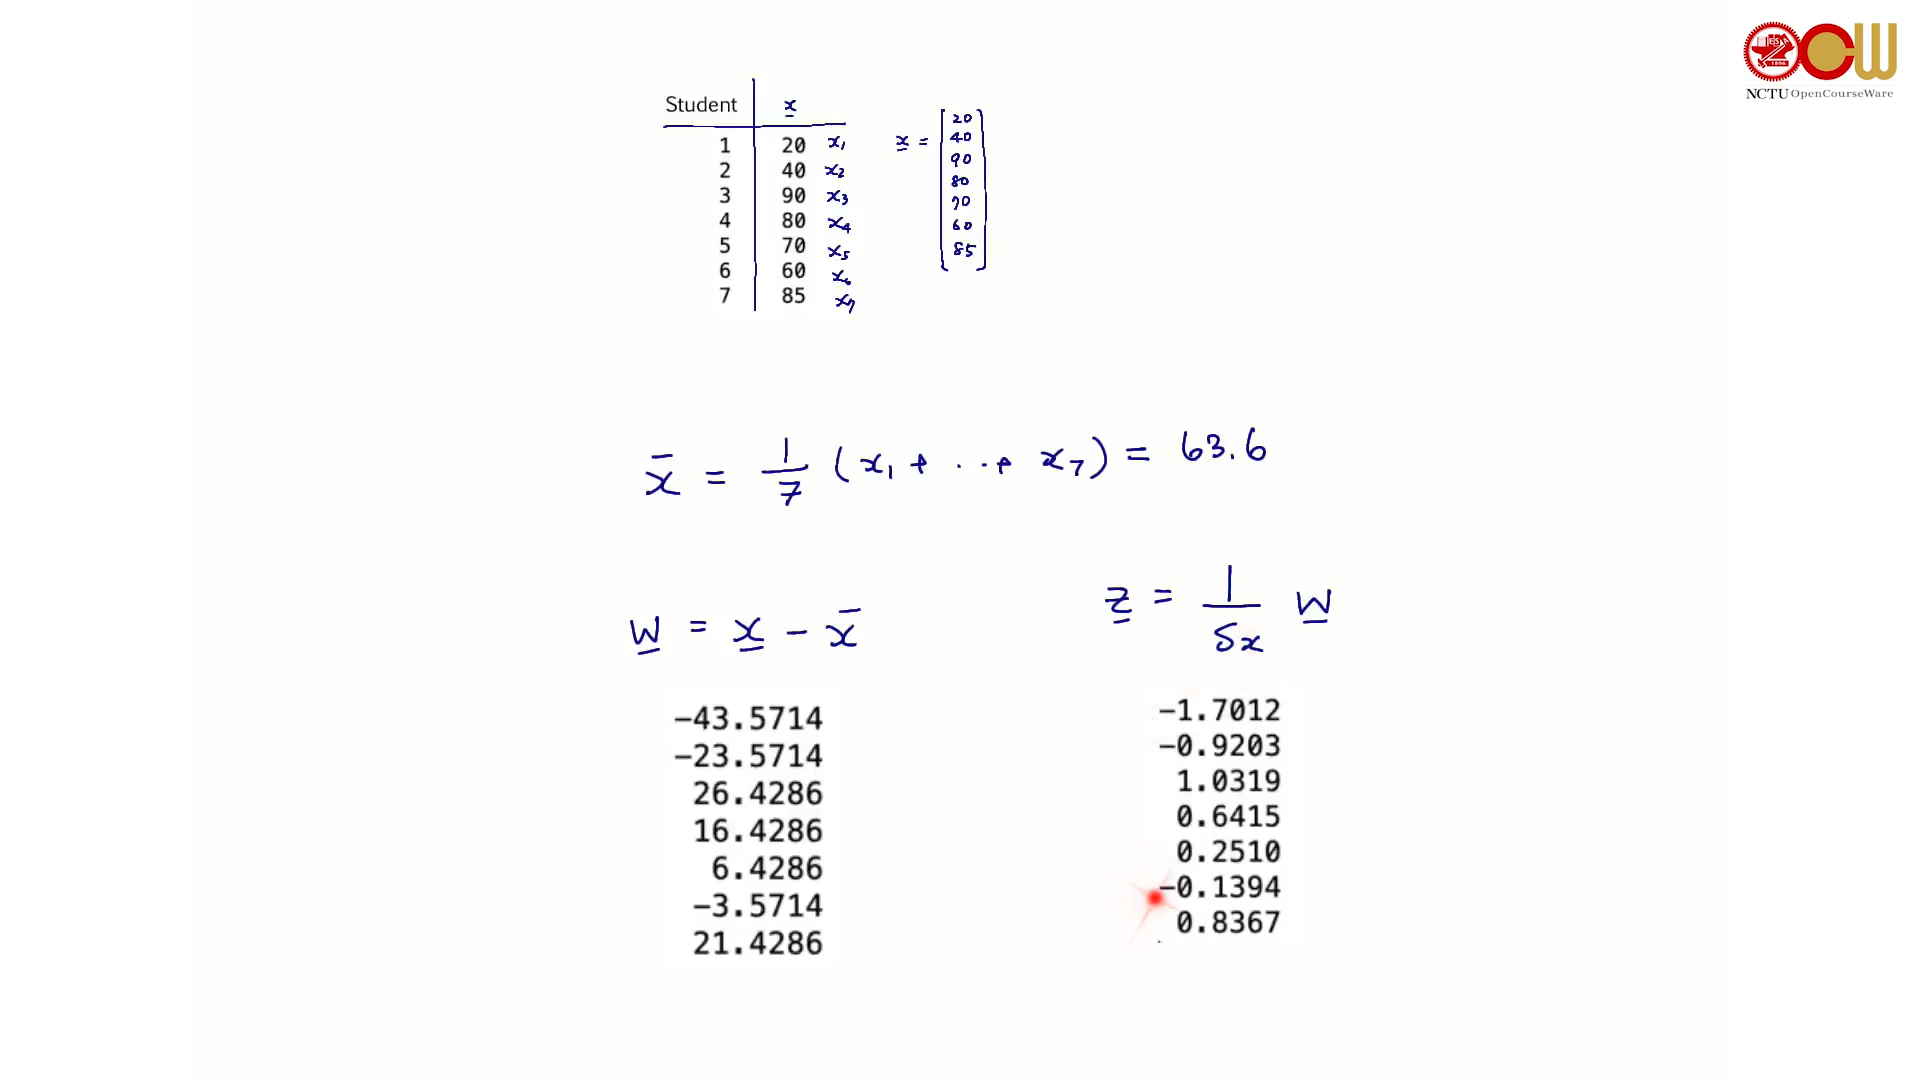 NCTU OpenCourseWare
Student x
1 20 x₁
2 40 x₂
3 90 x₃
4 80 x₄
5 70 x₅
6 60 x₆
7 85 x₇
x = [20 40 90 80 70 60 85]
x̄ = 1/7 (x₁ + ... + x₇) = 63.6
w = x - x̄
-43.5714
-23.5714
26.4286
16.4286
6.4286
-3.5714
21.4286
z = 1/Sx w
-1.7012
-0.9203
1.0319
0.6415
0.2510
-0.1394
0.8367